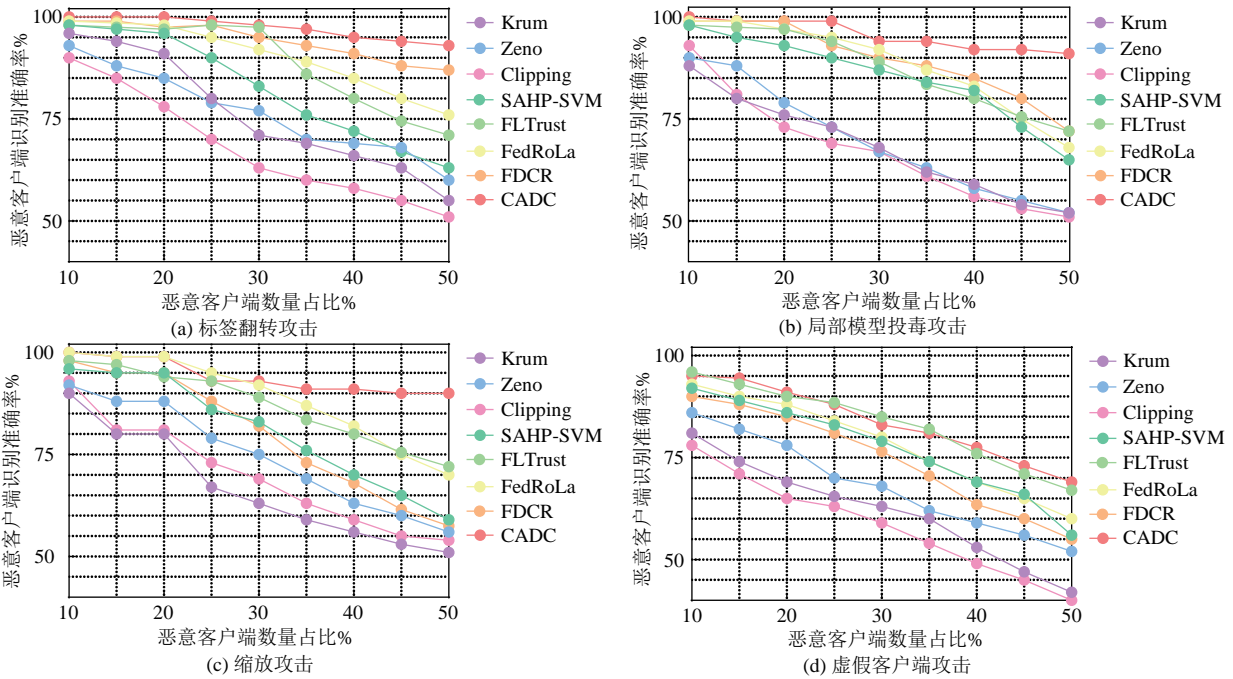 恶意客户端识别准确率%
100
75
50
10
20
30
40
50
恶意客户端数量占比%
Krum
Zeno
Clipping
SAHP-SVM
FLTrust
FedRoLa
FDCR
CADC
(a) 标签翻转攻击
恶意客户端识别准确率%
100
75
50
10
20
30
40
50
恶意客户端数量占比%
Krum
Zeno
Clipping
SAHP-SVM
FLTrust
FedRoLa
FDCR
CADC
(b) 局部模型投毒攻击
恶意客户端识别准确率%
100
75
50
10
20
30
40
50
恶意客户端数量占比%
Krum
Zeno
Clipping
SAHP-SVM
FLTrust
FedRoLa
FDCR
CADC
(c) 缩放攻击
恶意客户端识别准确率%
100
75
50
10
20
30
40
50
恶意客户端数量占比%
Krum
Zeno
Clipping
SAHP-SVM
FLTrust
FedRoLa
FDCR
CADC
(d) 虚假客户端攻击